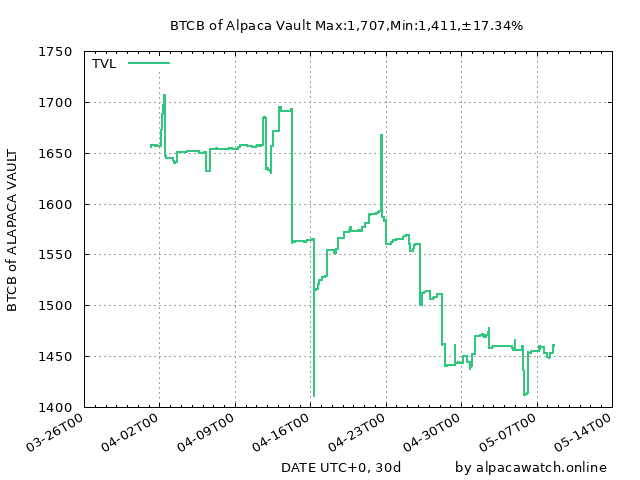 BTCB of Alpaca Vault Max:1,707,Min:1,411,±17.34%
TVL
1750
1700
1650
1600
1550
1500
1450
1400
BTCB of ALAPACA VAULT
03-26T00 04-02T00 04-09T00 04-16T00 04-23T00 04-30T00 05-07T00 05-14T00
DATE UTC+0, 30d by alpacawatch.online